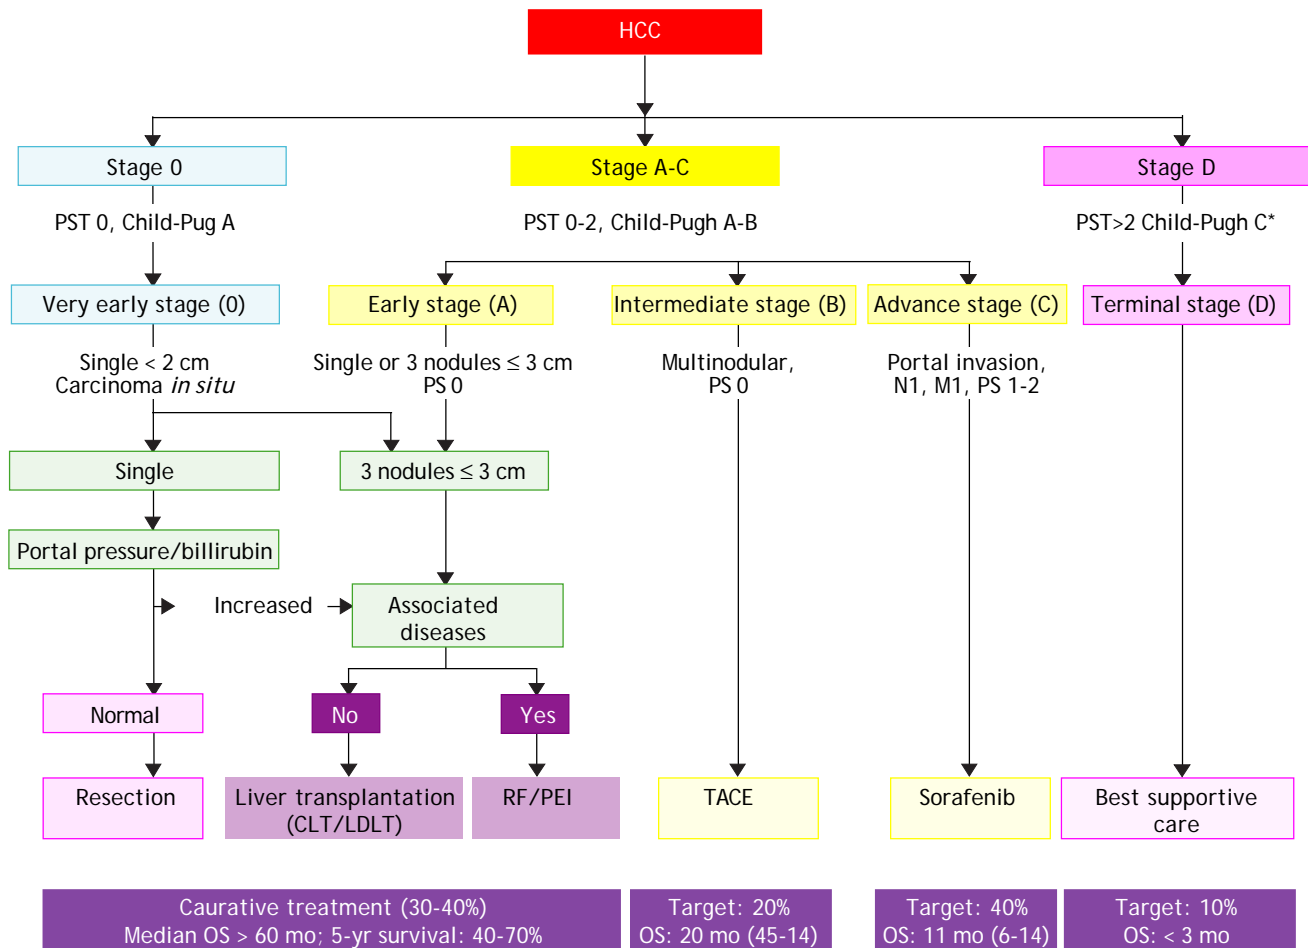 HCC
Stage 0
Stage A-C
Stage D
PST 0, Child-Pug A
PST 0-2, Child-Pugh A-B
PST>2 Child-Pugh C*
Very early stage (0)
Early stage (A)
Intermediate stage (B)
Advance stage (C)
Terminal stage (D)
Single < 2 cm
Carcinoma in situ
Single or 3 nodules ≤ 3 cm
PS 0
Multinodular,
PS 0
Portal invasion,
N1, M1, PS 1-2
Single
3 nodules ≤ 3 cm
Portal pressure/billirubin
Increased
Associated
diseases
Normal
No
Yes
Resection
Liver transplantation
(CLT/LDLT)
RF/PEI
TACE
Sorafenib
Best supportive
care
Caurative treatment (30-40%)
Median OS > 60 mo; 5-yr survival: 40-70%
Target: 20%
OS: 20 mo (45-14)
Target: 40%
OS: 11 mo (6-14)
Target: 10%
OS: < 3 mo